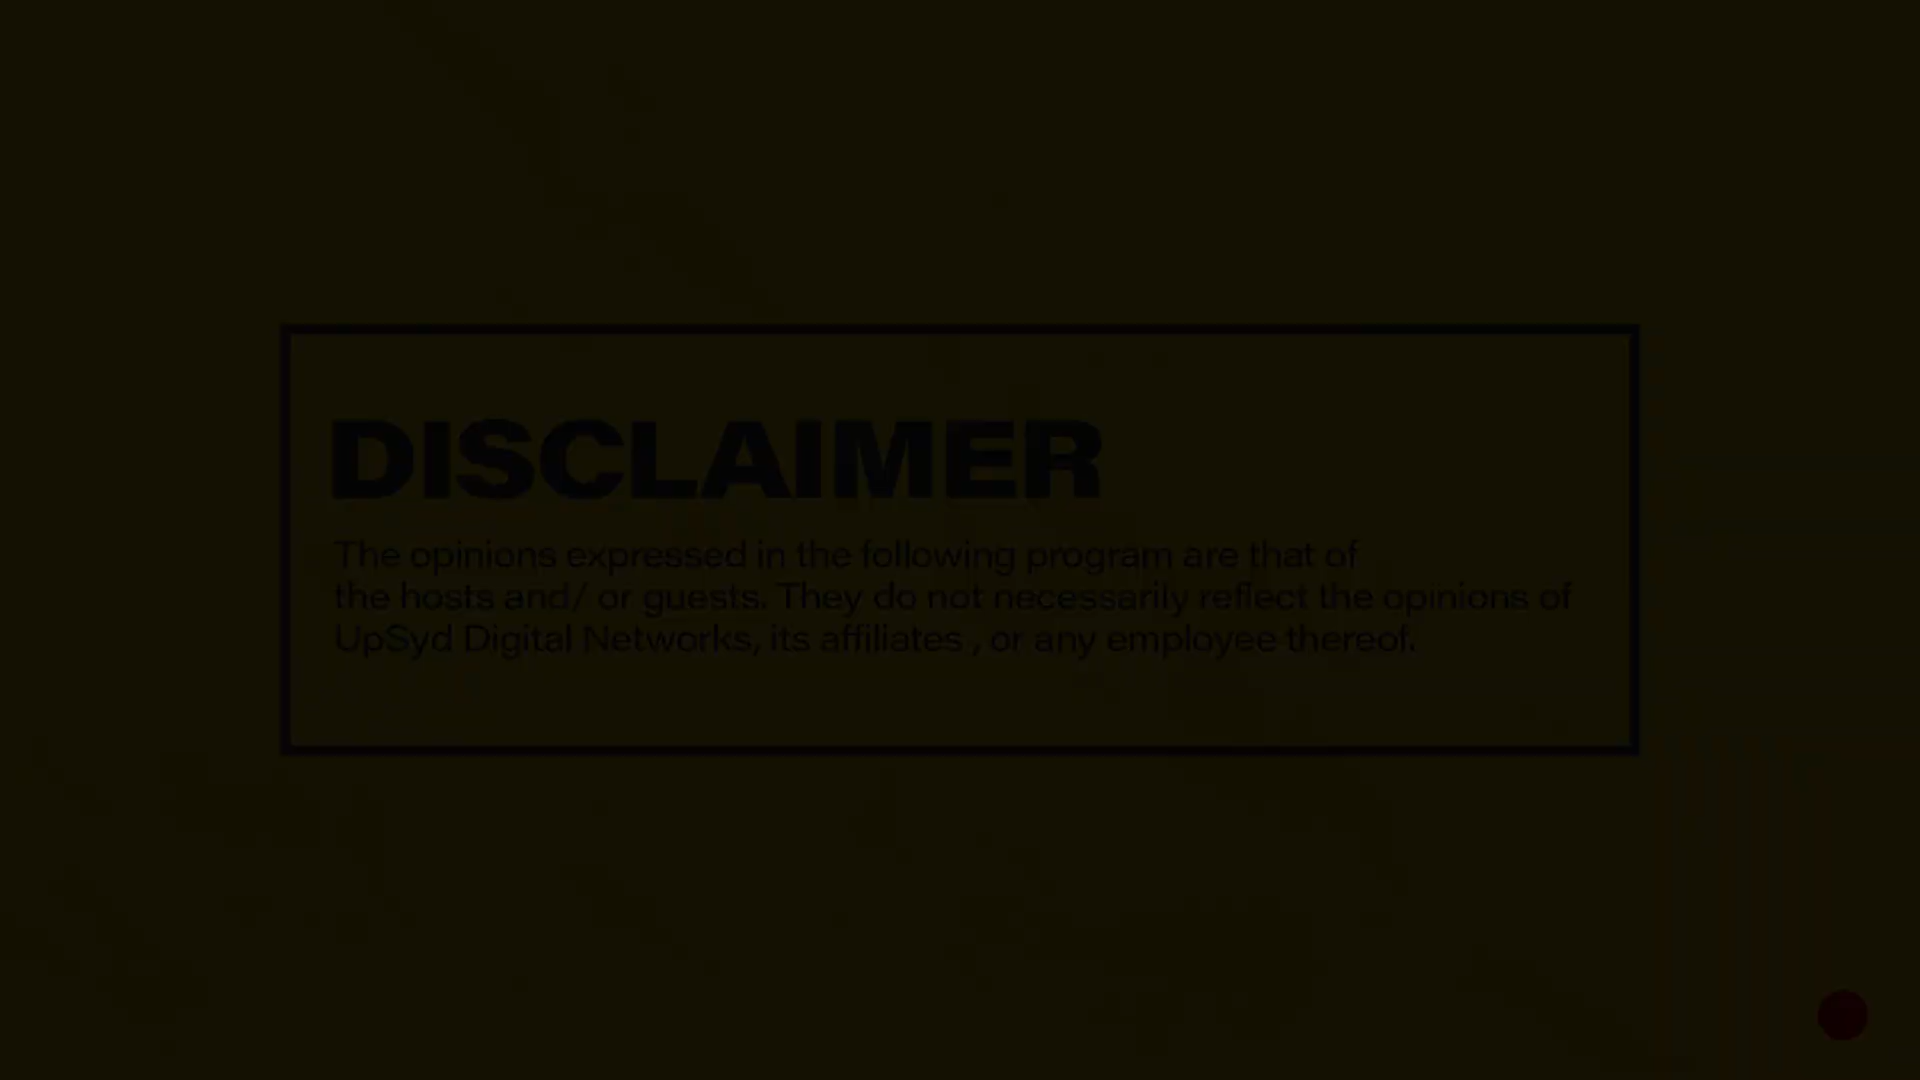 DISCLAIMER
The opinions expressed in the following program are that of
the hosts and/ or guests. They do not necessarily reflect the opinions of
UpSyd Digital Networks, its affiliates , or any employee thereof.